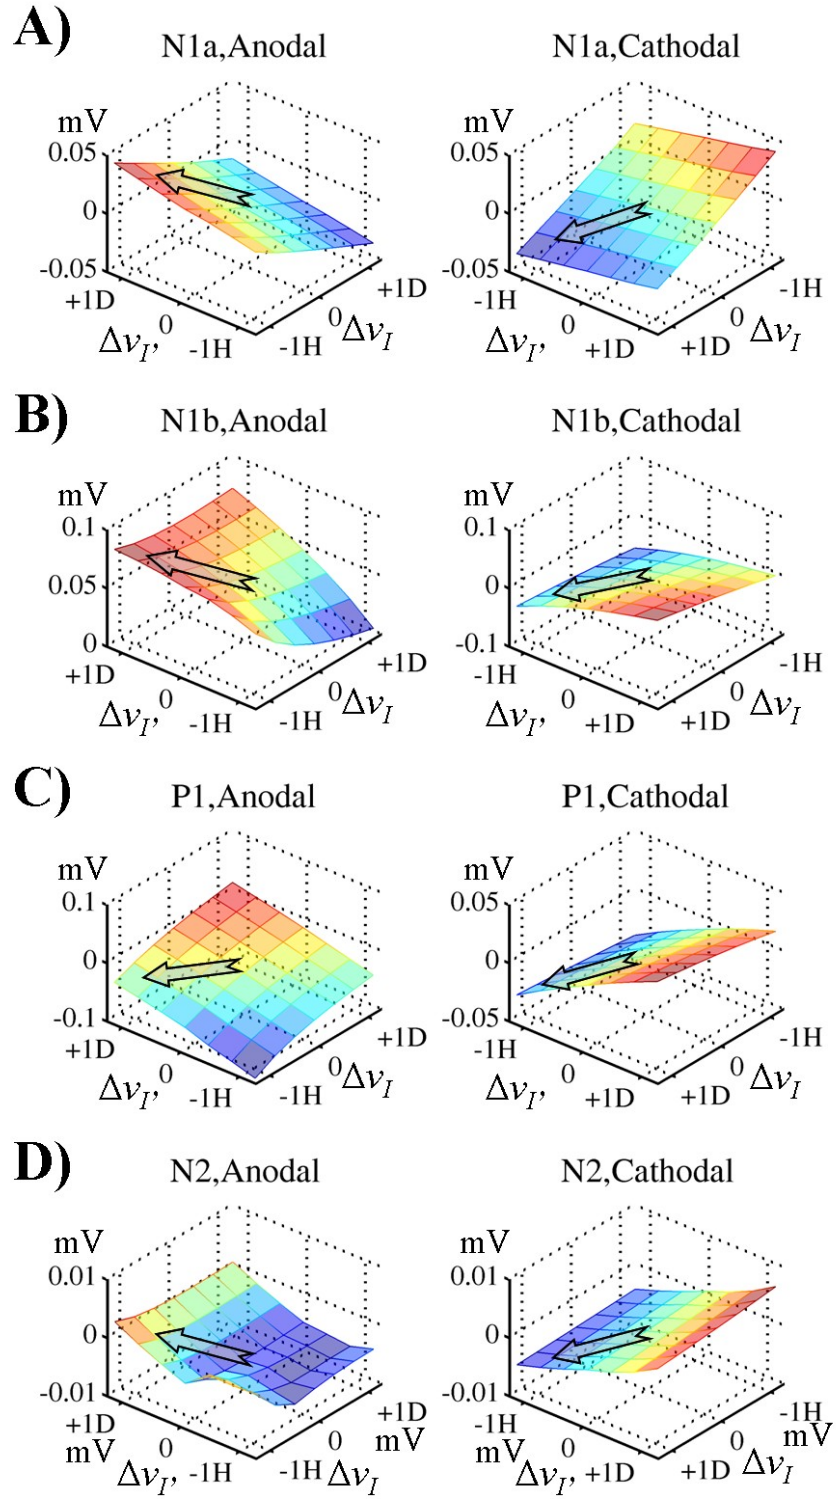 A)
N1a,Anodal N1a,Cathodal
mV mV
0.05 0.05
0 0
-0.05 -0.05
+1D +1D -1H -1H
0 0 0 0
Δv_I, -1H -1H Δv_I Δv_I, +1D +1D Δv_I
B)
N1b,Anodal N1b,Cathodal
mV mV
0.1 0.1
0.05 0
0 -0.1
+1D +1D -1H -1H
0 0 0 0
Δv_I, -1H -1H Δv_I Δv_I, +1D +1D Δv_I
C)
P1,Anodal P1,Cathodal
mV mV
0.1 0.05
0 0
-0.1 -0.05
+1D +1D -1H -1H
0 0 0 0
Δv_I, -1H -1H Δv_I Δv_I, +1D +1D Δv_I
D)
N2,Anodal N2,Cathodal
mV mV
0.01 0.01
0 0
-0.01 -0.01
+1D +1D -1H -1H
mV 0 0 mV mV 0 0 mV
Δv_I, -1H -1H Δv_I Δv_I, +1D +1D Δv_I